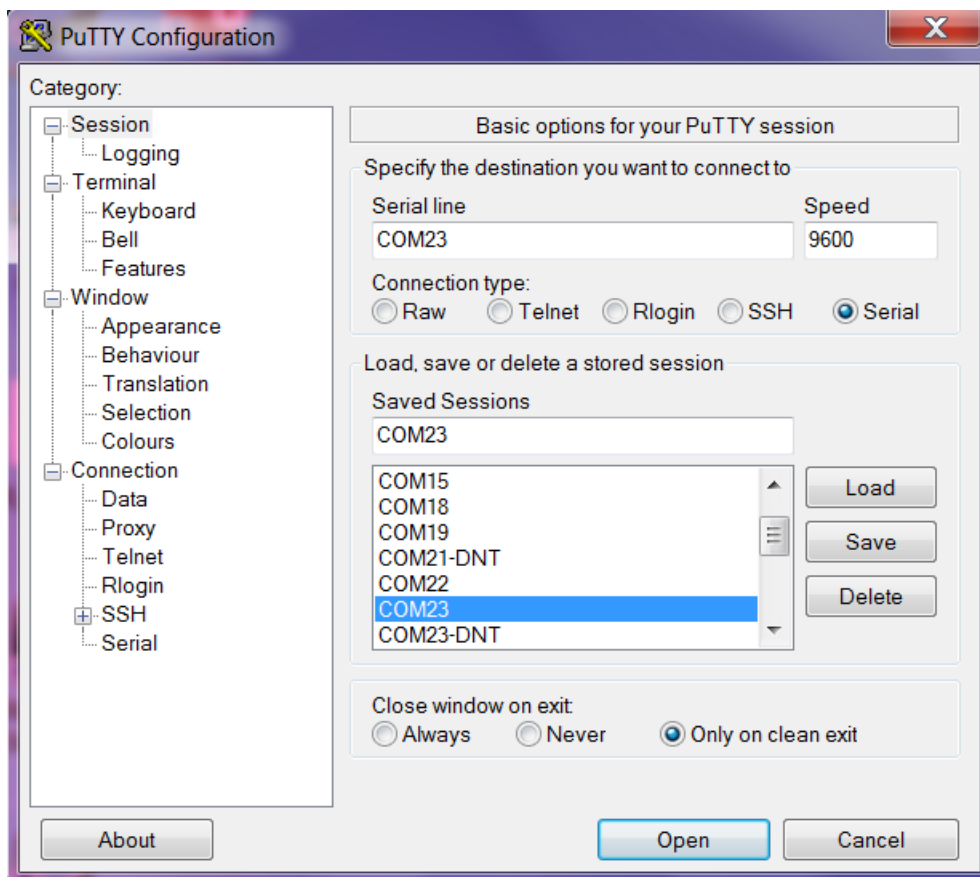 PuTTY Configuration
Category:
Session
Logging
Terminal
Keyboard
Bell
Features
Window
Appearance
Behaviour
Translation
Selection
Colours
Connection
Data
Proxy
Telnet
Rlogin
SSH
Serial
Basic options for your PuTTY session
Specify the destination you want to connect to
Serial line Speed
COM23 9600
Connection type:
Raw Telnet Rlogin SSH Serial
Load, save or delete a stored session
Saved Sessions
COM23
COM15
COM18
COM19
COM21-DNT
COM22
COM23
COM23-DNT
Load
Save
Delete
Close window on exit:
Always Never Only on clean exit
About Open Cancel